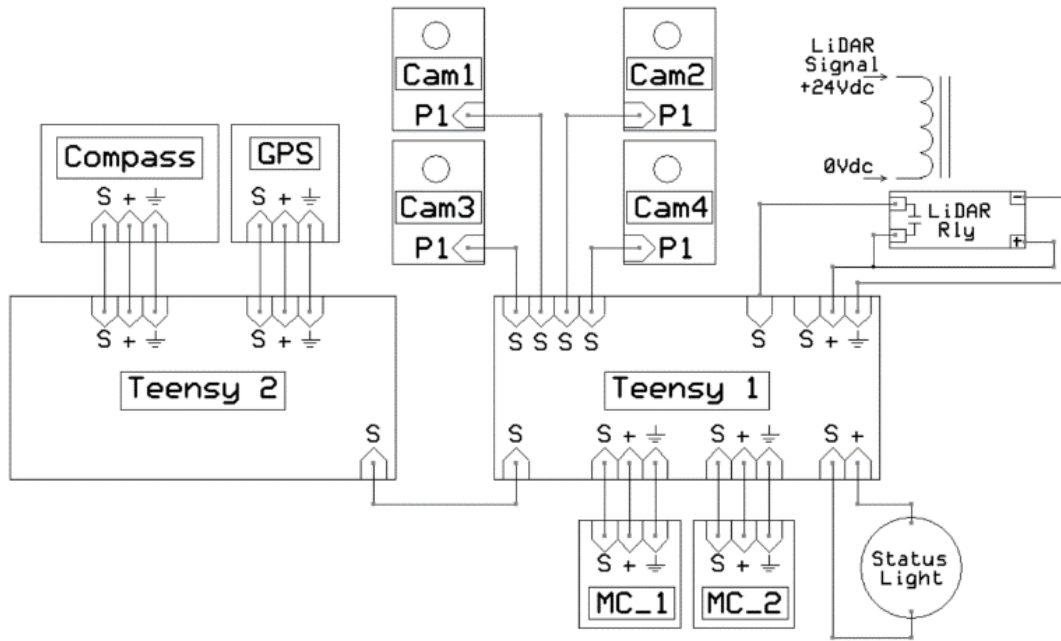 Cam1
P1
Cam2
P1
LiDAR
Signal
+24Vdc
0Vdc
Compass
S +
GPS
S +
Cam3
P1
Cam4
P1
LiDAR
Rly
-
+
S +
S +
Teensy 2
S
S S S S
S
S +
Teensy 1
S
S +
S +
S +
S +
MC_1
S +
MC_2
Status
Light